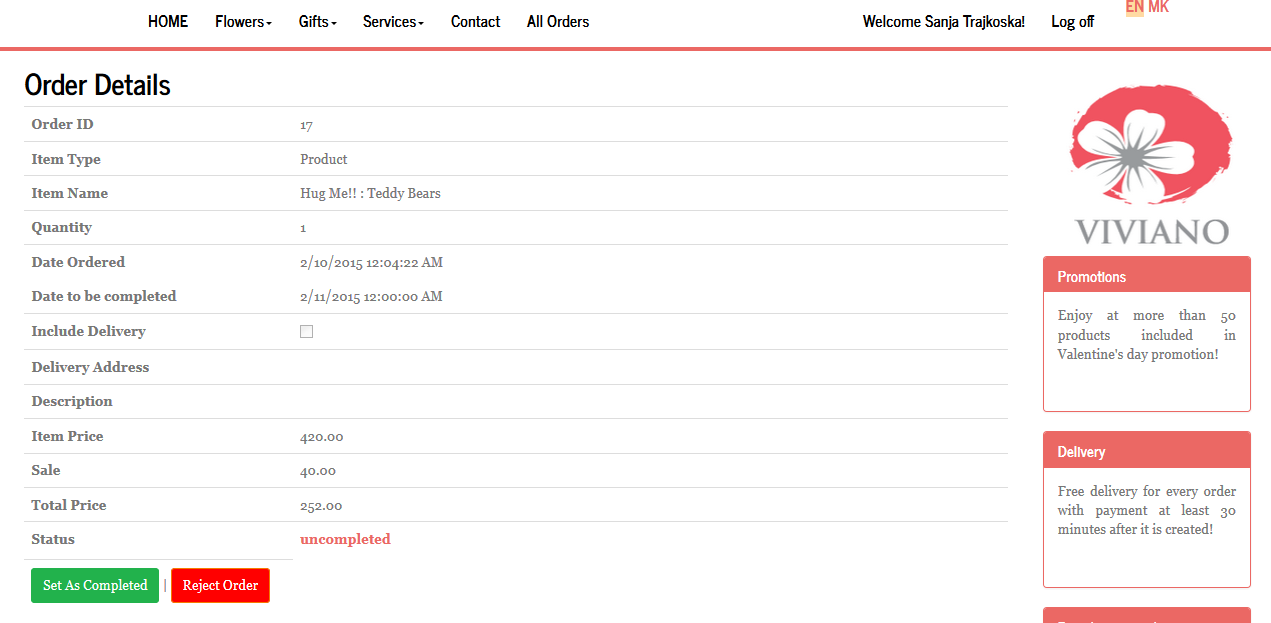 HOME Flowers Gifts Services Contact All Orders Welcome Sanja Trajkoska! Log off EN MK
Order Details
Order ID 17
Item Type Product
Item Name Hug Me!! : Teddy Bears
Quantity 1
Date Ordered 2/10/2015 12:04:22 AM
Date to be completed 2/11/2015 12:00:00 AM
Include Delivery
Delivery Address
Description
Item Price 420.00
Sale 40.00
Total Price 252.00
Status uncompleted
Set As Completed | Reject Order
VIVIANO
Promotions
Enjoy at more than 50
products included in
Valentine's day promotion!
Delivery
Free delivery for every order
with payment at least 30
minutes after it is created!